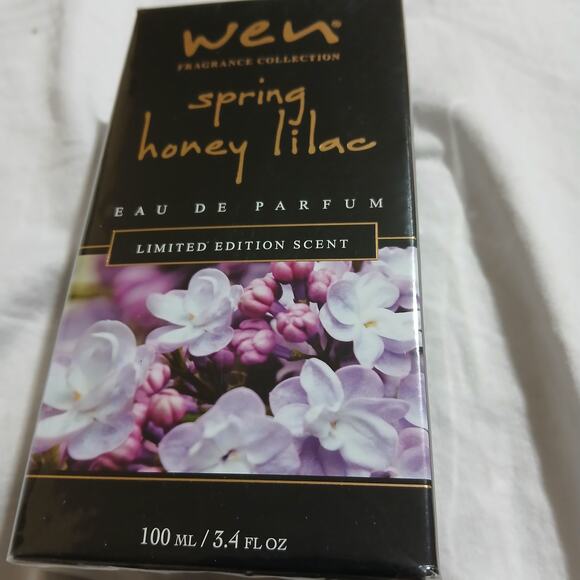 wen®
FRAGRANCE COLLECTION
spring
honey lilac
EAU DE PARFUM
LIMITED EDITION SCENT
100 ML / 3.4 FL OZ